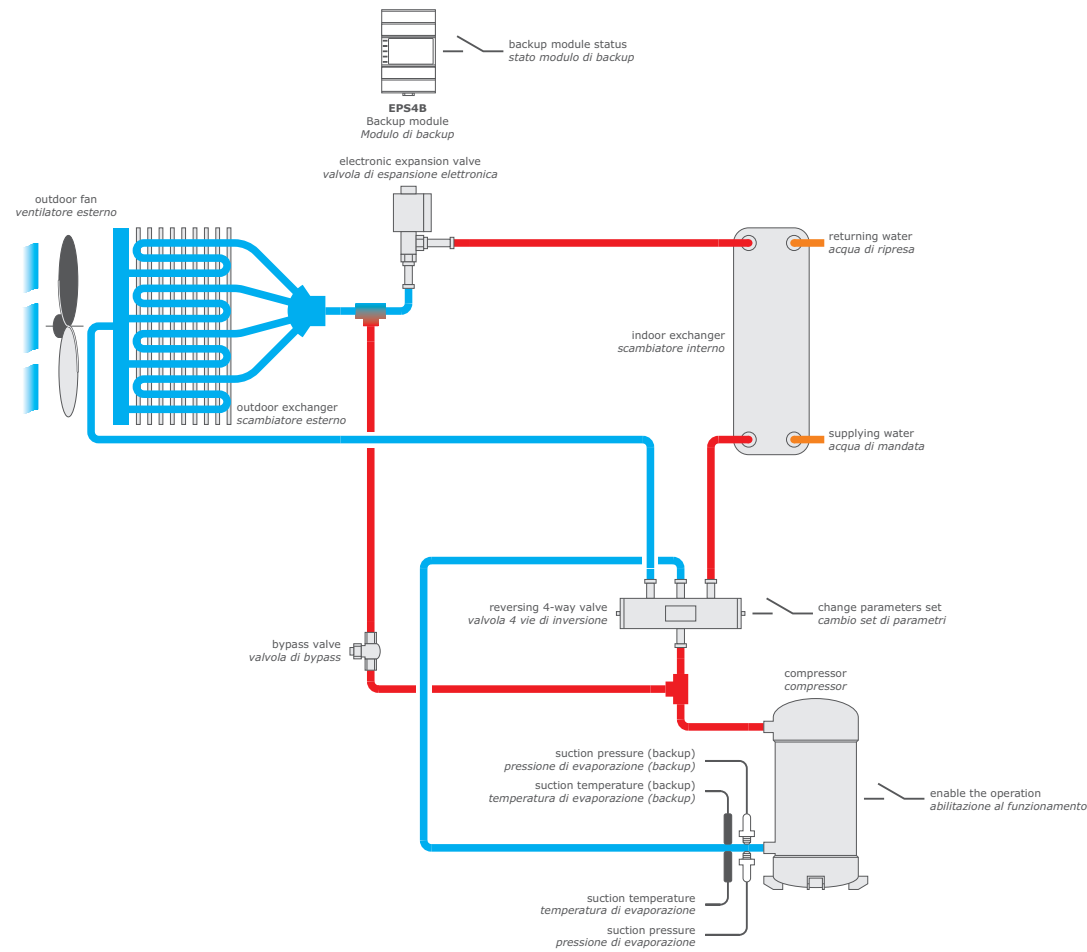 backup module status
stato modulo di backup
EPS4B
Backup module
Modulo di backup
electronic expansion valve
valvola di espansione elettronica
outdoor fan
ventilatore esterno
returning water
acqua di ripresa
indoor exchanger
scambiatore interno
outdoor exchanger
scambiatore esterno
supplying water
acqua di mandata
reversing 4-way valve
valvola 4 vie di inversione
change parameters set
cambio set di parametri
bypass valve
valvola di bypass
compressor
compressor
suction pressure (backup)
pressione di evaporazione (backup)
suction temperature (backup)
temperatura di evaporazione (backup)
enable the operation
abilitazione al funzionamento
suction temperature
temperatura di evaporazione
suction pressure
pressione di evaporazione